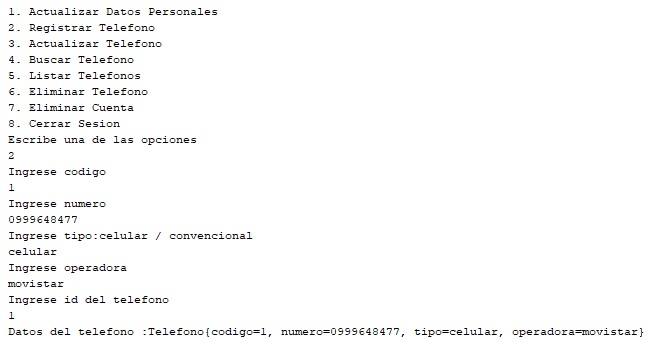 1. Actualizar Datos Personales
2. Registrar Telefono
3. Actualizar Telefono
4. Buscar Telefono
5. Listar Telefonos
6. Eliminar Telefono
7. Eliminar Cuenta
8. Cerrar Sesion
Escribe una de las opciones
2
Ingrese codigo
1
Ingrese numero
0999648477
Ingrese tipo:celular / convencional
celular
Ingrese operadora
movistar
Ingrese id del telefono
1
Datos del telefono :Telefono{codigo=1, numero=0999648477, tipo=celular, operadora=movistar}